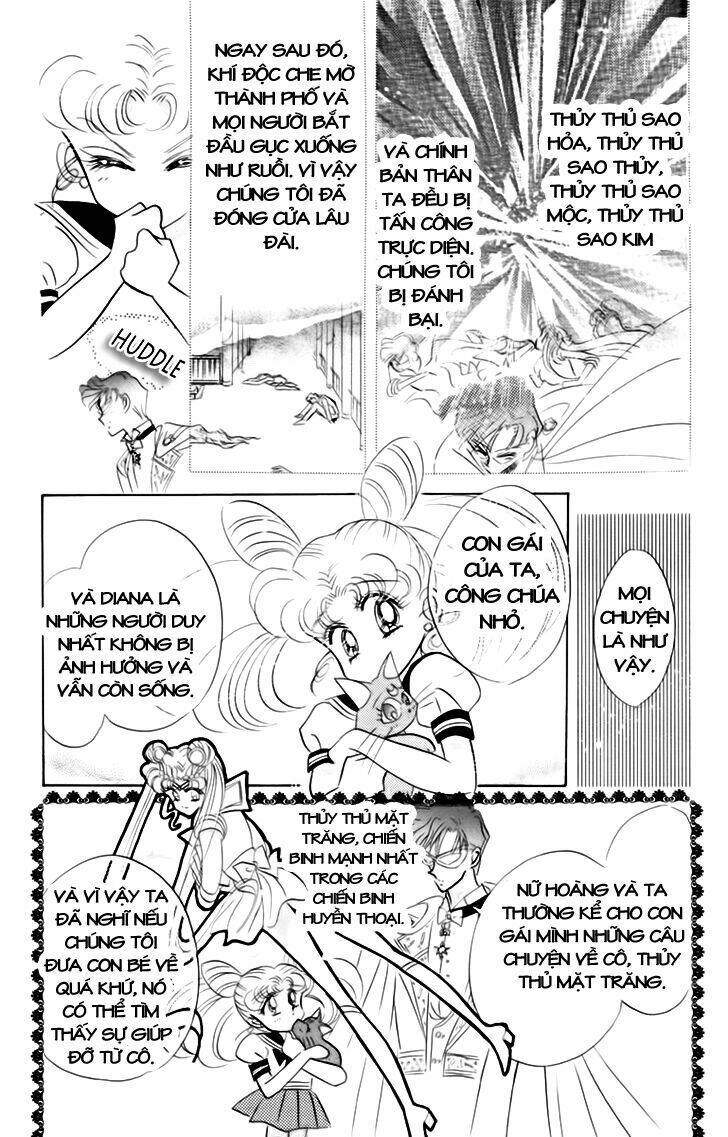 THỦY THỦ SAO
HỎA, THỦY THỦ
SAO THỦY,
THỦY THỦ SAO
MỘC, THỦY THỦ
SAO KIM
VÀ CHÍNH
BẢN THÂN
TA ĐỀU BỊ
TẤN CÔNG
TRỰC DIỆN.
CHÚNG TÔI
BỊ ĐÁNH
BẠI.
NGAY SAU ĐÓ,
KHÍ ĐỘC CHE MỜ
THÀNH PHỐ VÀ
MỌI NGƯỜI BẮT
ĐẦU GỤC XUỐNG
NHƯ RUỒI. VÌ VẬY
CHÚNG TÔI ĐÃ
ĐÓNG CỬA LÂU
ĐÀI.
HUDDLE
MỌI
CHUYỆN
LÀ NHƯ
VẬY.
CON GÁI
CỦA TA,
CÔNG CHÚA
NHỎ.
VÀ DIANA LÀ
NHỮNG NGƯỜI DUY
NHẤT KHÔNG BỊ
ẢNH HƯỞNG VÀ
VẪN CÒN SỐNG.
NỮ HOÀNG VÀ TA
THƯỜNG KỂ CHO CON
GÁI MÌNH NHỮNG CÂU
CHUYỆN VỀ CÔ, THỦY
THỦ MẶT TRĂNG.
THỦY THỦ MẶT
TRĂNG, CHIẾN
BINH MẠNH NHẤT
TRONG CÁC
CHIẾN BINH
HUYỀN THOẠI.
VÀ VÌ VẬY TA
ĐÃ NGHĨ NẾU
CHÚNG TÔI
ĐƯA CON BÉ VỀ
QUÁ KHỨ, NÓ
CÓ THỂ TÌM
THẤY SỰ GIÚP
ĐỠ TỪ CÔ.